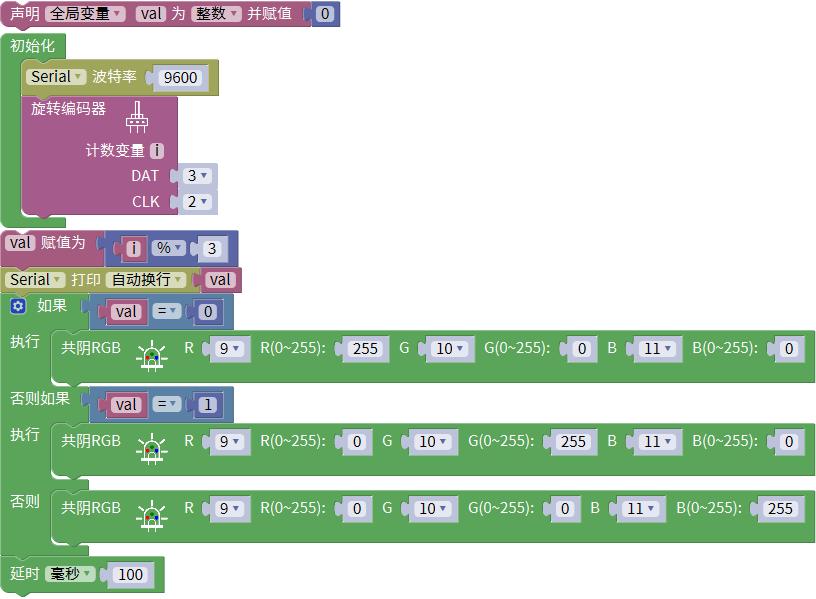 声明 全局变量 val 为 整数 并赋值 0
初始化
Serial 波特率 9600
旋转编码器
计数变量 i
DAT 3
CLK 2
val 赋值为 i % 3
Serial 打印 自动换行 val
如果 val = 0
执行 共阴RGB R 9 R(0~255): 255 G 10 G(0~255): 0 B 11 B(0~255): 0
否则如果 val = 1
执行 共阴RGB R 9 R(0~255): 0 G 10 G(0~255): 255 B 11 B(0~255): 0
否则 共阴RGB R 9 R(0~255): 0 G 10 G(0~255): 0 B 11 B(0~255): 255
延时 毫秒 100